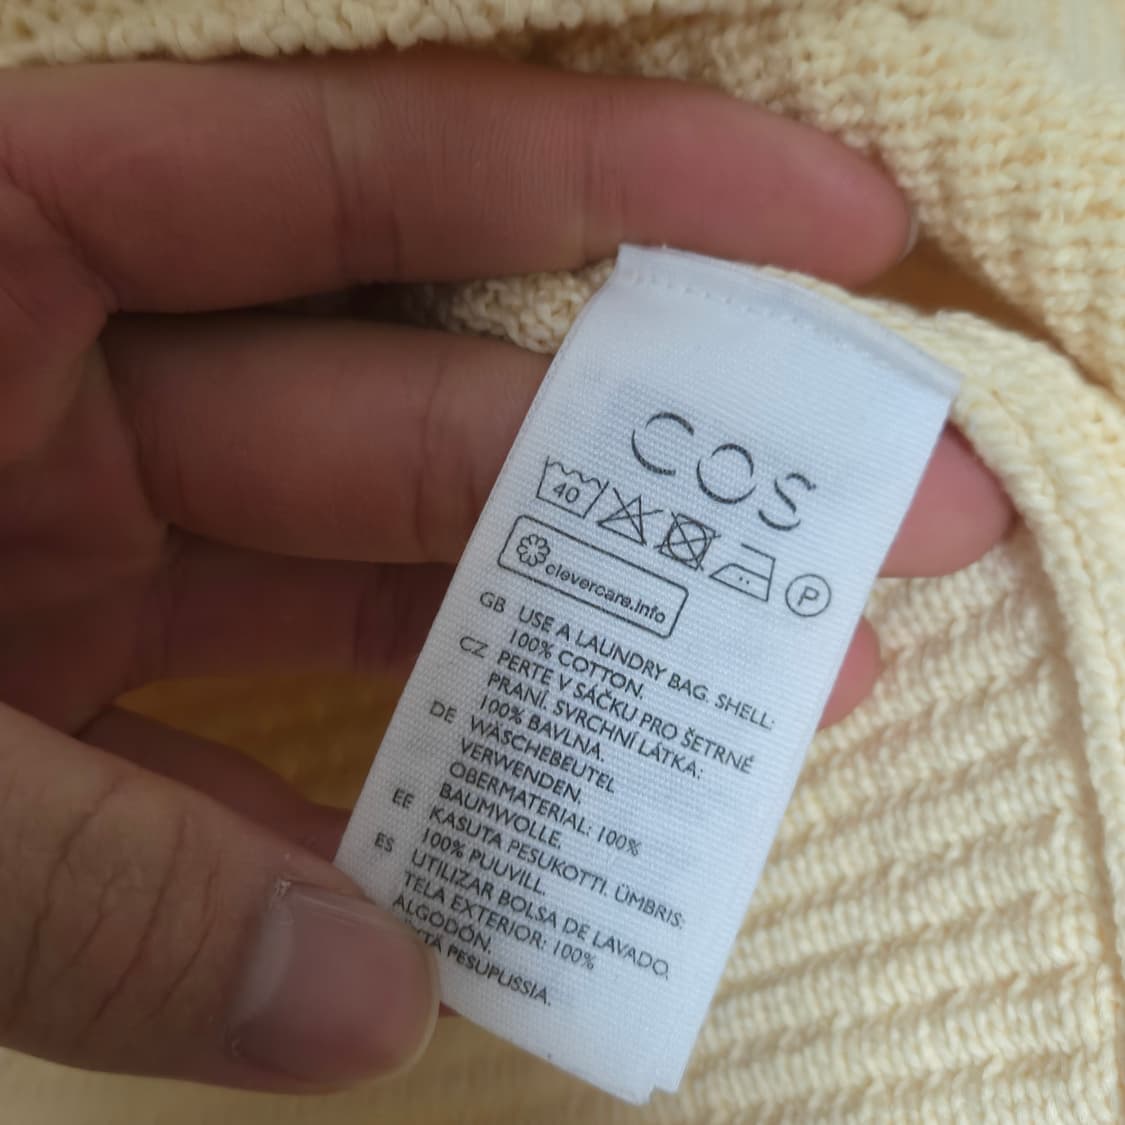 COS
40
P
clevercare.info
GB USE A LAUNDRY BAG. SHELL:
100% COTTON.
CZ PERTE V SÁČKU PRO ŠETRNÉ
PRANÍ. SVRCHNÍ LÁTKA:
100% BAVLNA.
DE WÄSCHEBEUTEL
VERWENDEN.
OBERMATERIAL: 100%
BAUMWOLLE.
EE KASUTA PESUKOTTI. ÜMBRIS:
100% PUUVILL.
ES UTILIZAR BOLSA DE LAVADO.
TELA EXTERIOR: 100%
ALGODÓN.
PESUPUSSIA.